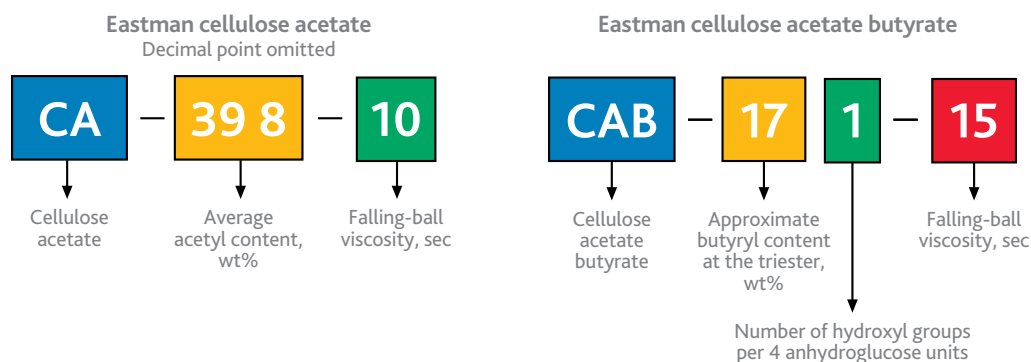 Eastman cellulose acetate
Decimal point omitted
CA – 39 8 – 10
Cellulose
acetate
Average
acetyl content,
wt%
Falling-ball
viscosity, sec
Eastman cellulose acetate butyrate
CAB – 17 1 – 15
Cellulose
acetate
butyrate
Approximate
butyryl content
at the triester,
wt%
Falling-ball
viscosity, sec
Number of hydroxyl groups
per 4 anhydroglucose units